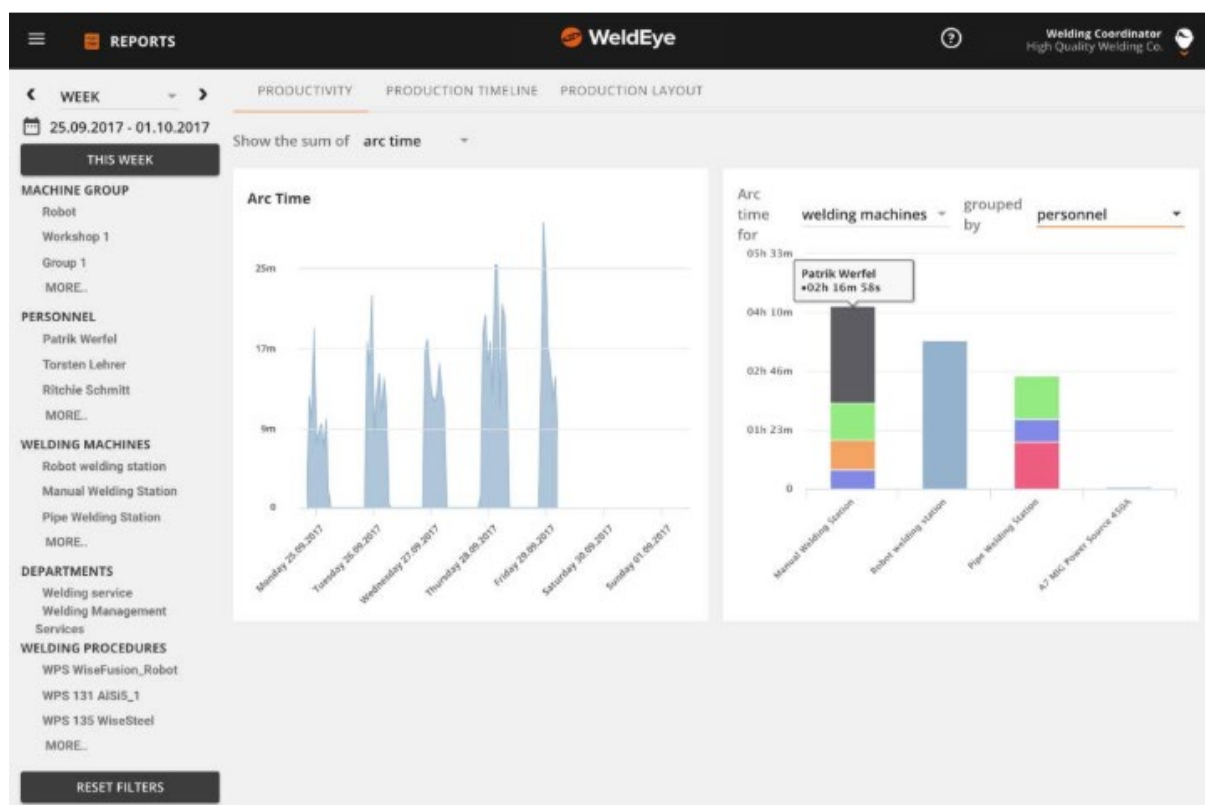 REPORTS
WeldEye
?
Welding Coordinator
High Quality Welding Co.
WEEK
25.09.2017 - 01.10.2017
THIS WEEK
MACHINE GROUP
Robot
Workshop 1
Group 1
MORE..
PERSONNEL
Patrik Werfel
Torsten Lehrer
Ritchie Schmitt
MORE..
WELDING MACHINES
Robot welding station
Manual Welding Station
Pipe Welding Station
MORE..
DEPARTMENTS
Welding service
Welding Management
Services
WELDING PROCEDURES
WPS WiseFusion_Robot
WPS 131 AlSi5_1
WPS 135 WiseSteel
MORE..
RESET FILTERS
PRODUCTIVITY PRODUCTION TIMELINE PRODUCTION LAYOUT
Show the sum of arc time
Arc Time
25m
17m
9m
0
Monday 25.09.2017
Tuesday 26.09.2017
Wednesday 27.09.2017
Thursday 28.09.2017
Friday 29.09.2017
Saturday 30.09.2017
Sunday 01.09.2017
Arc
time
for
welding machines
grouped
by
personnel
05h 33m
Patrik Werfel
•02h 16m 58s
04h 10m
02h 46m
01h 23m
0
Manual Welding Station
Robot welding station
Pipe Welding Station
A7 MIG Power Source 450A